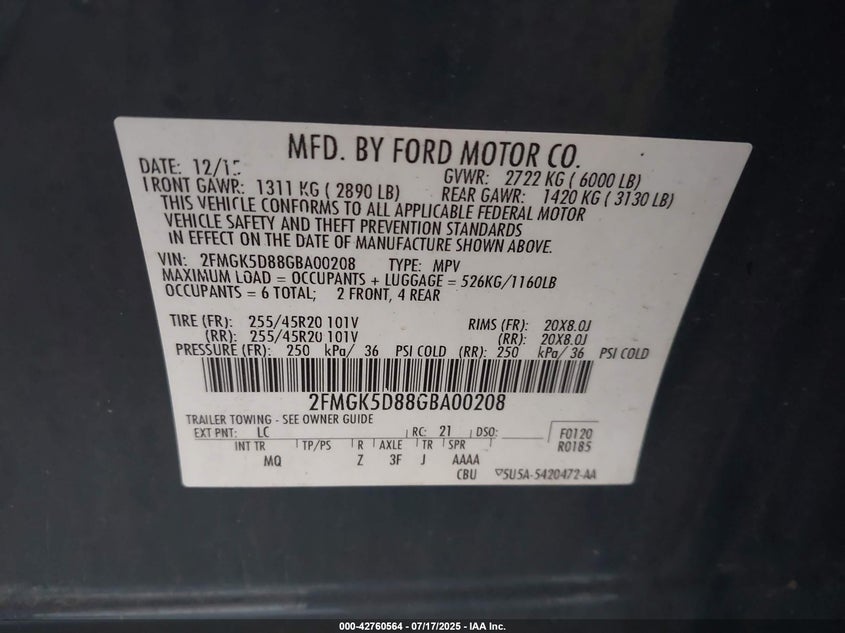 MFD. BY FORD MOTOR CO.
DATE: 12/15 GVWR: 2722 KG ( 6000 LB)
FRONT GAWR: 1311 KG ( 2890 LB) REAR GAWR: 1420 KG ( 3130 LB)
THIS VEHICLE CONFORMS TO ALL APPLICABLE FEDERAL MOTOR
VEHICLE SAFETY AND THEFT PREVENTION STANDARDS
IN EFFECT ON THE DATE OF MANUFACTURE SHOWN ABOVE.
VIN: 2FMGK5D88GBA00208 TYPE: MPV
MAXIMUM LOAD = OCCUPANTS + LUGGAGE = 526KG/1160LB
OCCUPANTS = 6 TOTAL; 2 FRONT, 4 REAR
TIRE (FR): 255/45R20 101V RIMS (FR): 20X8.0J
(RR): 255/45R20 101V (RR): 20X8.0J
PRESSURE (FR): 250 kPa/ 36 PSI COLD (RR): 250 kPa/ 36 PSI COLD
2FMGK5D88GBA00208
TRAILER TOWING - SEE OWNER GUIDE
EXT PNT: LC RC: 21 DSO: F0120
INT TR TP/PS R AXLE TR SPR R0185
MQ Z 3F J AAAA
CBU 5U5A-5420472-AA
000-42760564 / 07/17/2025 - IAA Inc.